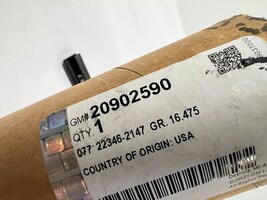 GM# 20902590
QTY. 1
077 22346-2147 GR. 16.475
COUNTRY OF ORIGIN: USA